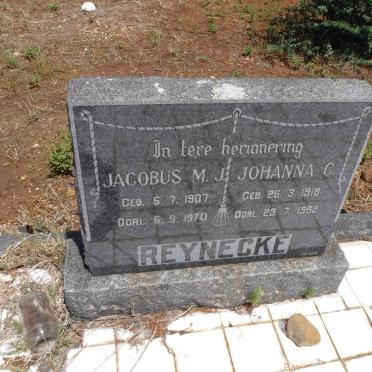 In tere herinnering
JACOBUS M. J. JOHANNA C.
GEB. 5. 7. 1907 GEB. 26. 3. 1918
OORL. 5. 9. 1970 OORL. 29. 7. 1982
REYNECKE